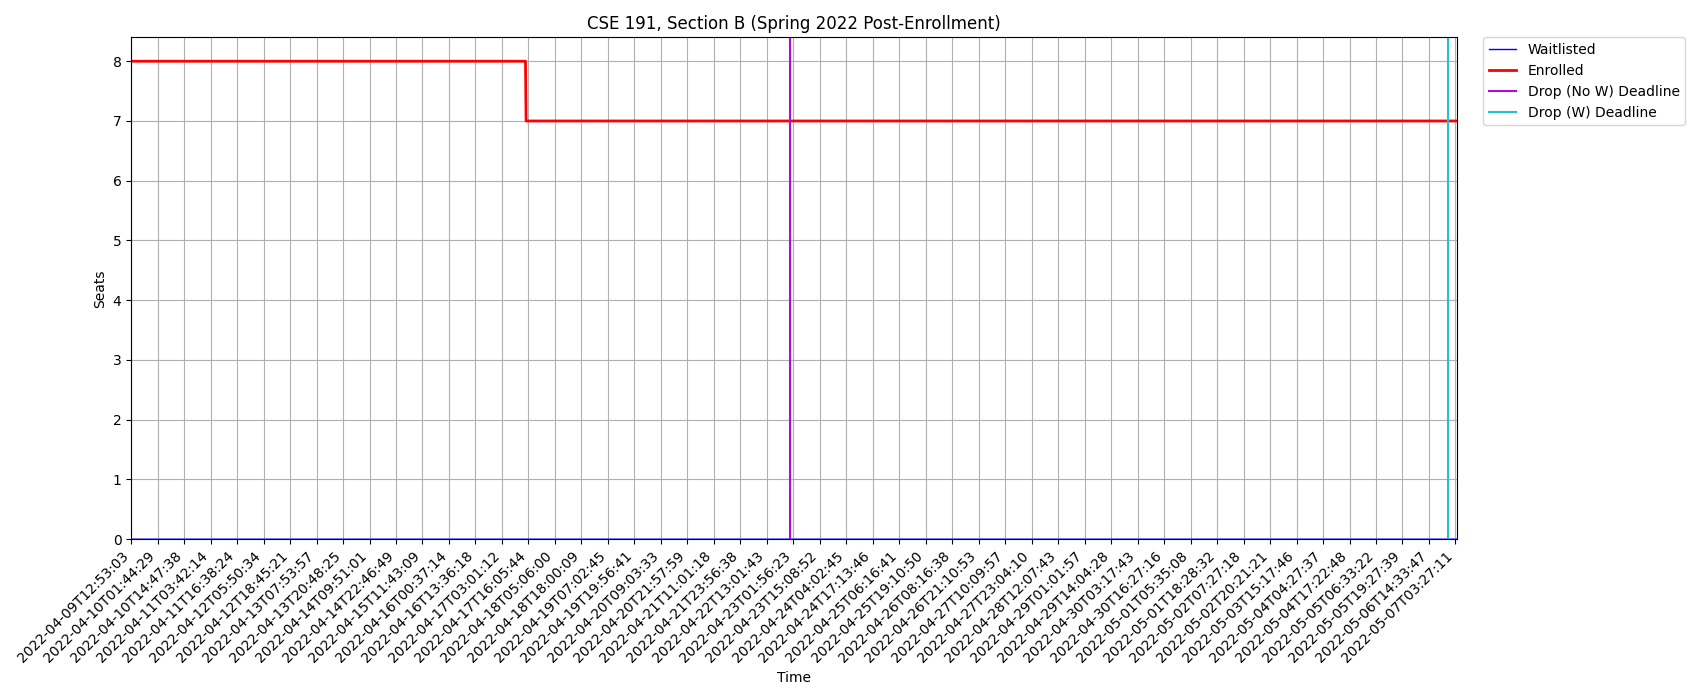 CSE 191, Section B (Spring 2022 Post-Enrollment)
Waitlisted
Enrolled
Drop (No W) Deadline
Drop (W) Deadline
Seats
8
7
6
5
4
3
2
1
0
2022-04-09T12:53:03
2022-04-10T01:44:29
2022-04-10T14:47:38
2022-04-11T03:42:14
2022-04-11T16:38:24
2022-04-12T05:50:34
2022-04-12T18:45:21
2022-04-13T07:53:57
2022-04-13T20:48:25
2022-04-14T09:51:01
2022-04-14T22:46:49
2022-04-15T11:43:09
2022-04-16T00:37:14
2022-04-16T13:36:18
2022-04-17T03:01:12
2022-04-17T16:05:44
2022-04-18T05:06:00
2022-04-18T18:00:09
2022-04-19T07:02:45
2022-04-19T19:56:41
2022-04-20T09:03:33
2022-04-20T21:57:59
2022-04-21T11:01:18
2022-04-21T23:56:38
2022-04-22T13:01:43
2022-04-23T01:56:23
2022-04-23T15:08:52
2022-04-24T04:02:45
2022-04-24T17:13:46
2022-04-25T06:16:41
2022-04-25T19:10:50
2022-04-26T08:16:38
2022-04-26T21:10:53
2022-04-27T10:09:57
2022-04-27T23:04:10
2022-04-28T12:07:43
2022-04-29T01:01:57
2022-04-29T14:04:28
2022-04-30T03:17:43
2022-04-30T16:27:16
2022-05-01T05:35:08
2022-05-01T18:28:32
2022-05-02T07:27:18
2022-05-02T20:21:21
2022-05-03T15:17:46
2022-05-04T04:27:37
2022-05-04T17:22:48
2022-05-05T06:33:22
2022-05-05T19:27:39
2022-05-06T14:33:47
2022-05-07T03:27:11
Time